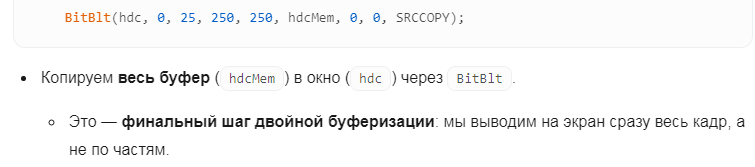 BitBlt(hdc, 0, 25, 250, 250, hdcMem, 0, 0, SRCCOPY);
Копируем весь буфер ( hdcMem ) в окно ( hdc ) через BitBlt .
Это — финальный шаг двойной буферизации: мы выводим на экран сразу весь кадр, а
не по частям.